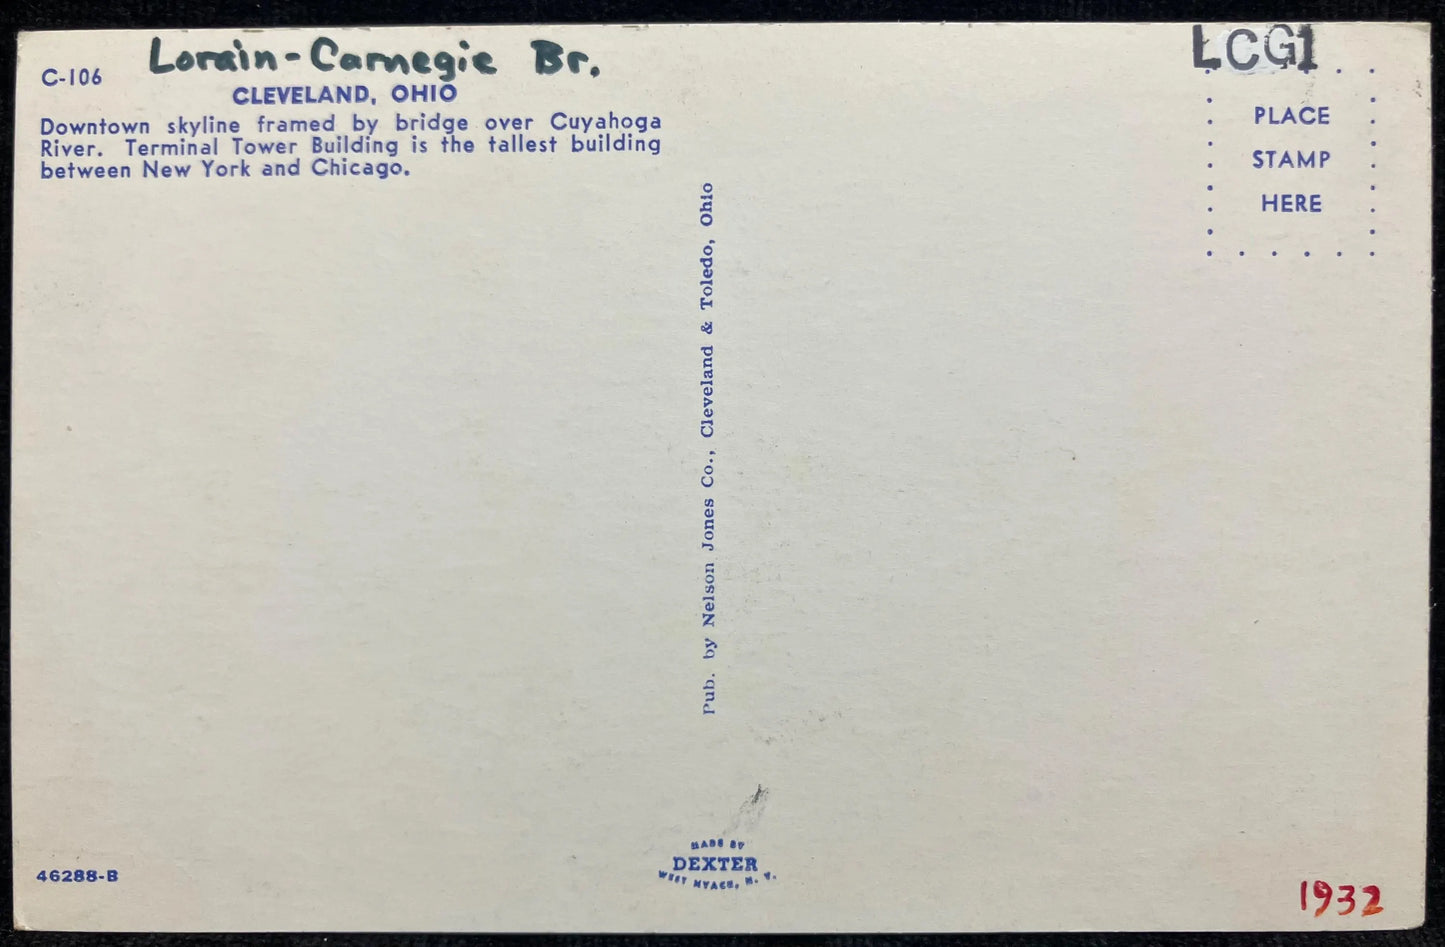 Lorain-Carnegie Br.
LCG1
C-106
CLEVELAND, OHIO
Downtown skyline framed by bridge over Cuyahoga
River. Terminal Tower Building is the tallest building
between New York and Chicago.
PLACE
STAMP
HERE
Pub. by Nelson Jones Co., Cleveland & Toledo, Ohio
MADE BY
DEXTER
WEST NYACK, N. Y.
46288-B
1932